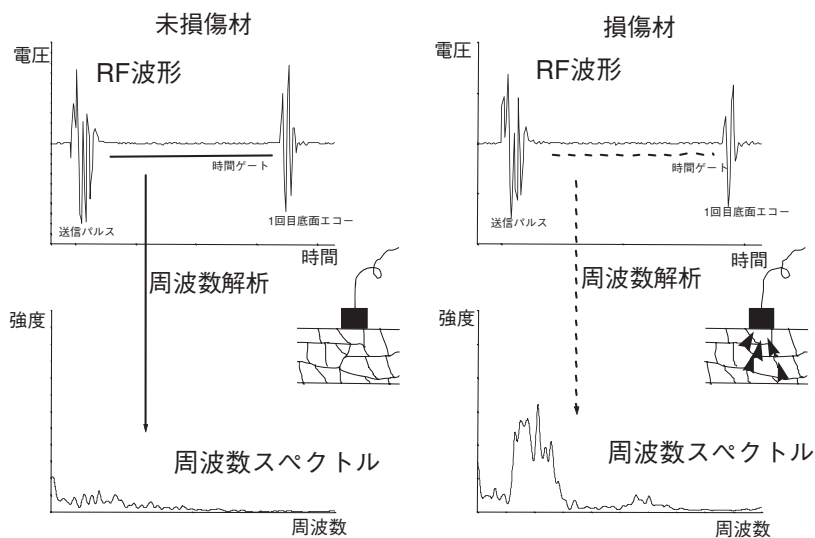 未損傷材
電圧
RF波形
時間ゲート
送信パルス
1回目底面エコー
時間
周波数解析
強度
周波数スペクトル
周波数
損傷材
電圧
RF波形
時間ゲート
送信パルス
1回目底面エコー
時間
周波数解析
強度
周波数スペクトル
周波数